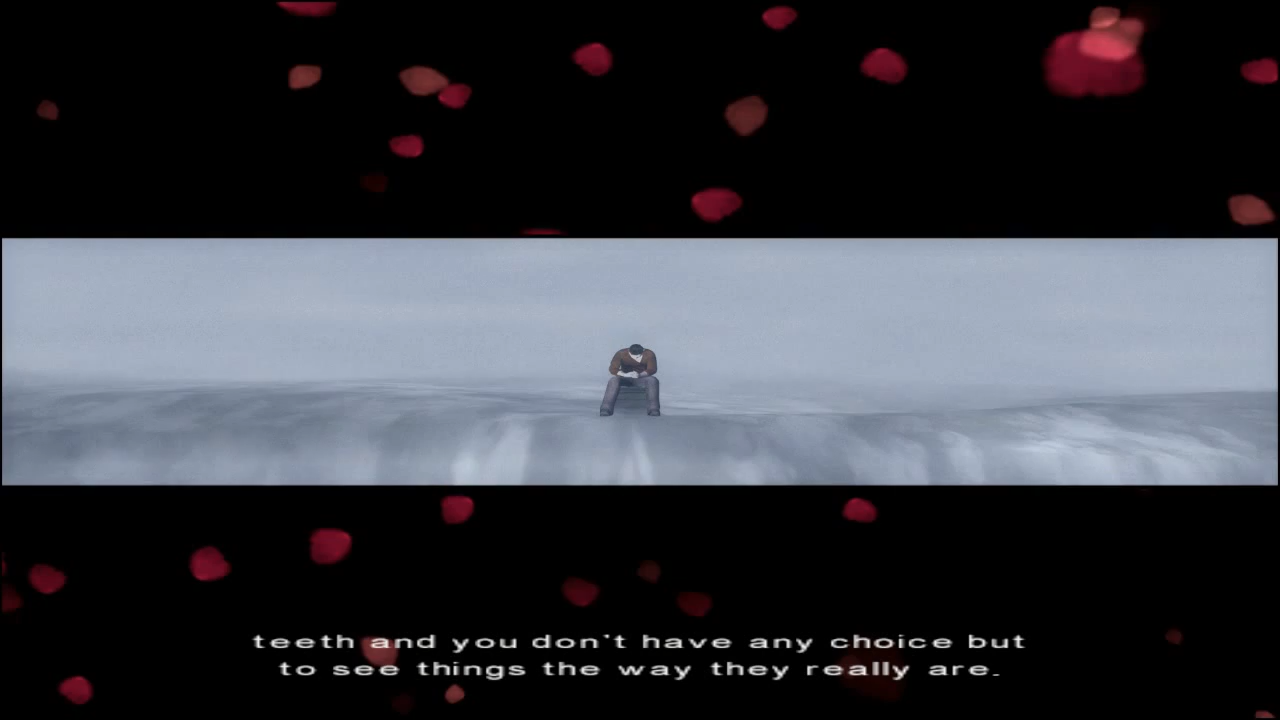 teeth and you don't have any choice but
to see things the way they really are.